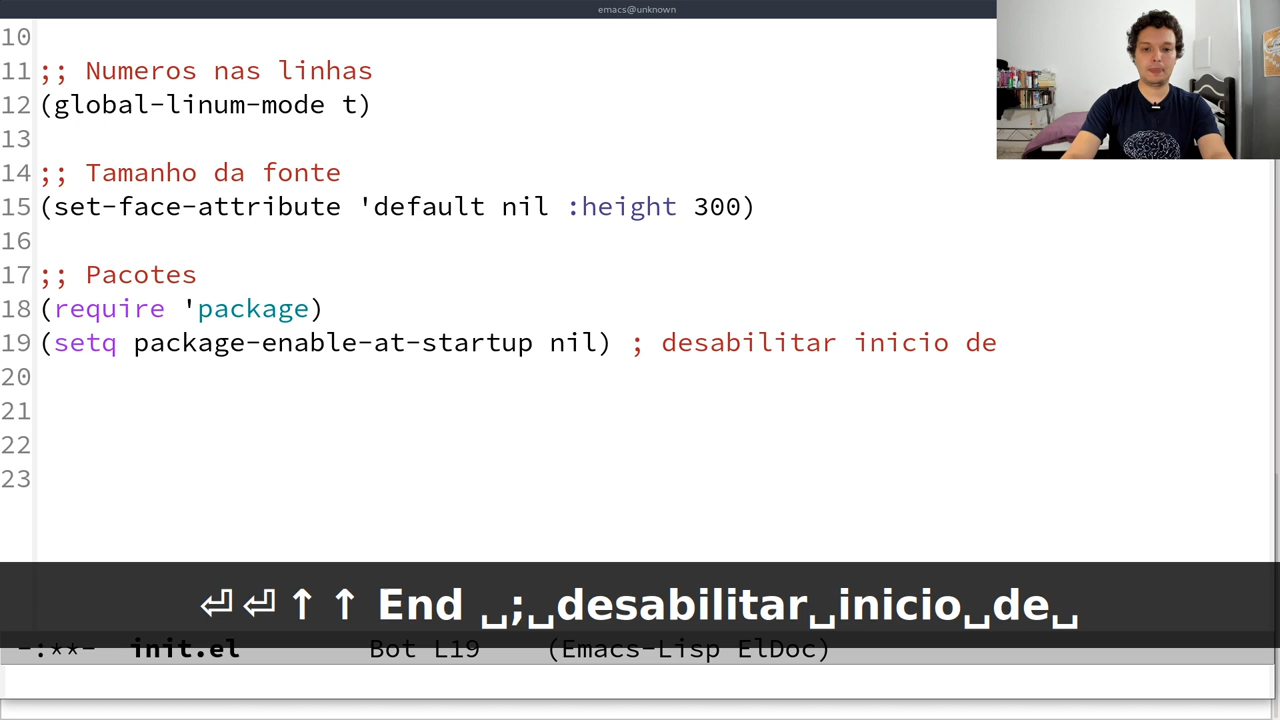 emacs@unknown
10
11 ;; Numeros nas linhas
12 (global-linum-mode t)
13
14 ;; Tamanho da fonte
15 (set-face-attribute 'default nil :height 300)
16
17 ;; Pacotes
18 (require 'package)
19 (setq package-enable-at-startup nil) ; desabilitar inicio de
20
21
22
23
⏎⏎↑↑ End ␣;␣desabilitar␣inicio␣de␣
-:**- init.el Bot L19 (Emacs-Lisp ElDoc)